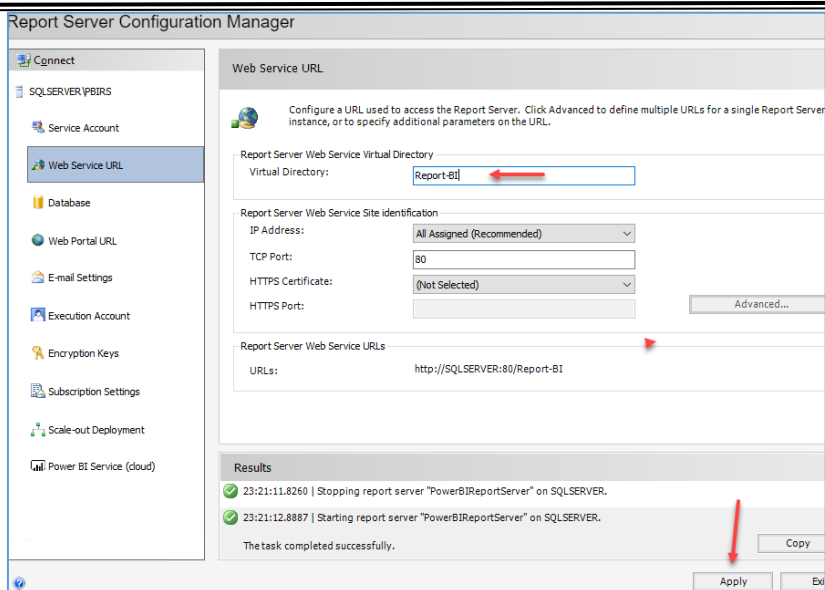 Report Server Configuration Manager
Connect
SQLSERVER\PBIRS
Service Account
Web Service URL
Database
Web Portal URL
E-mail Settings
Execution Account
Encryption Keys
Subscription Settings
Scale-out Deployment
Power BI Service (cloud)
Web Service URL
Configure a URL used to access the Report Server. Click Advanced to define multiple URLs for a single Report Server
instance, or to specify additional parameters on the URL.
Report Server Web Service Virtual Directory
Virtual Directory:
Report-BI
Report Server Web Service Site identification
IP Address:
All Assigned (Recommended)
TCP Port:
80
HTTPS Certificate:
(Not Selected)
HTTPS Port:
Advanced...
Report Server Web Service URLs
URLs:
http://SQLSERVER:80/Report-BI
Results
23:21:11.8260 | Stopping report server "PowerBIReportServer" on SQLSERVER.
23:21:12.8887 | Starting report server "PowerBIReportServer" on SQLSERVER.
The task completed successfully.
Copy
Apply
Exi